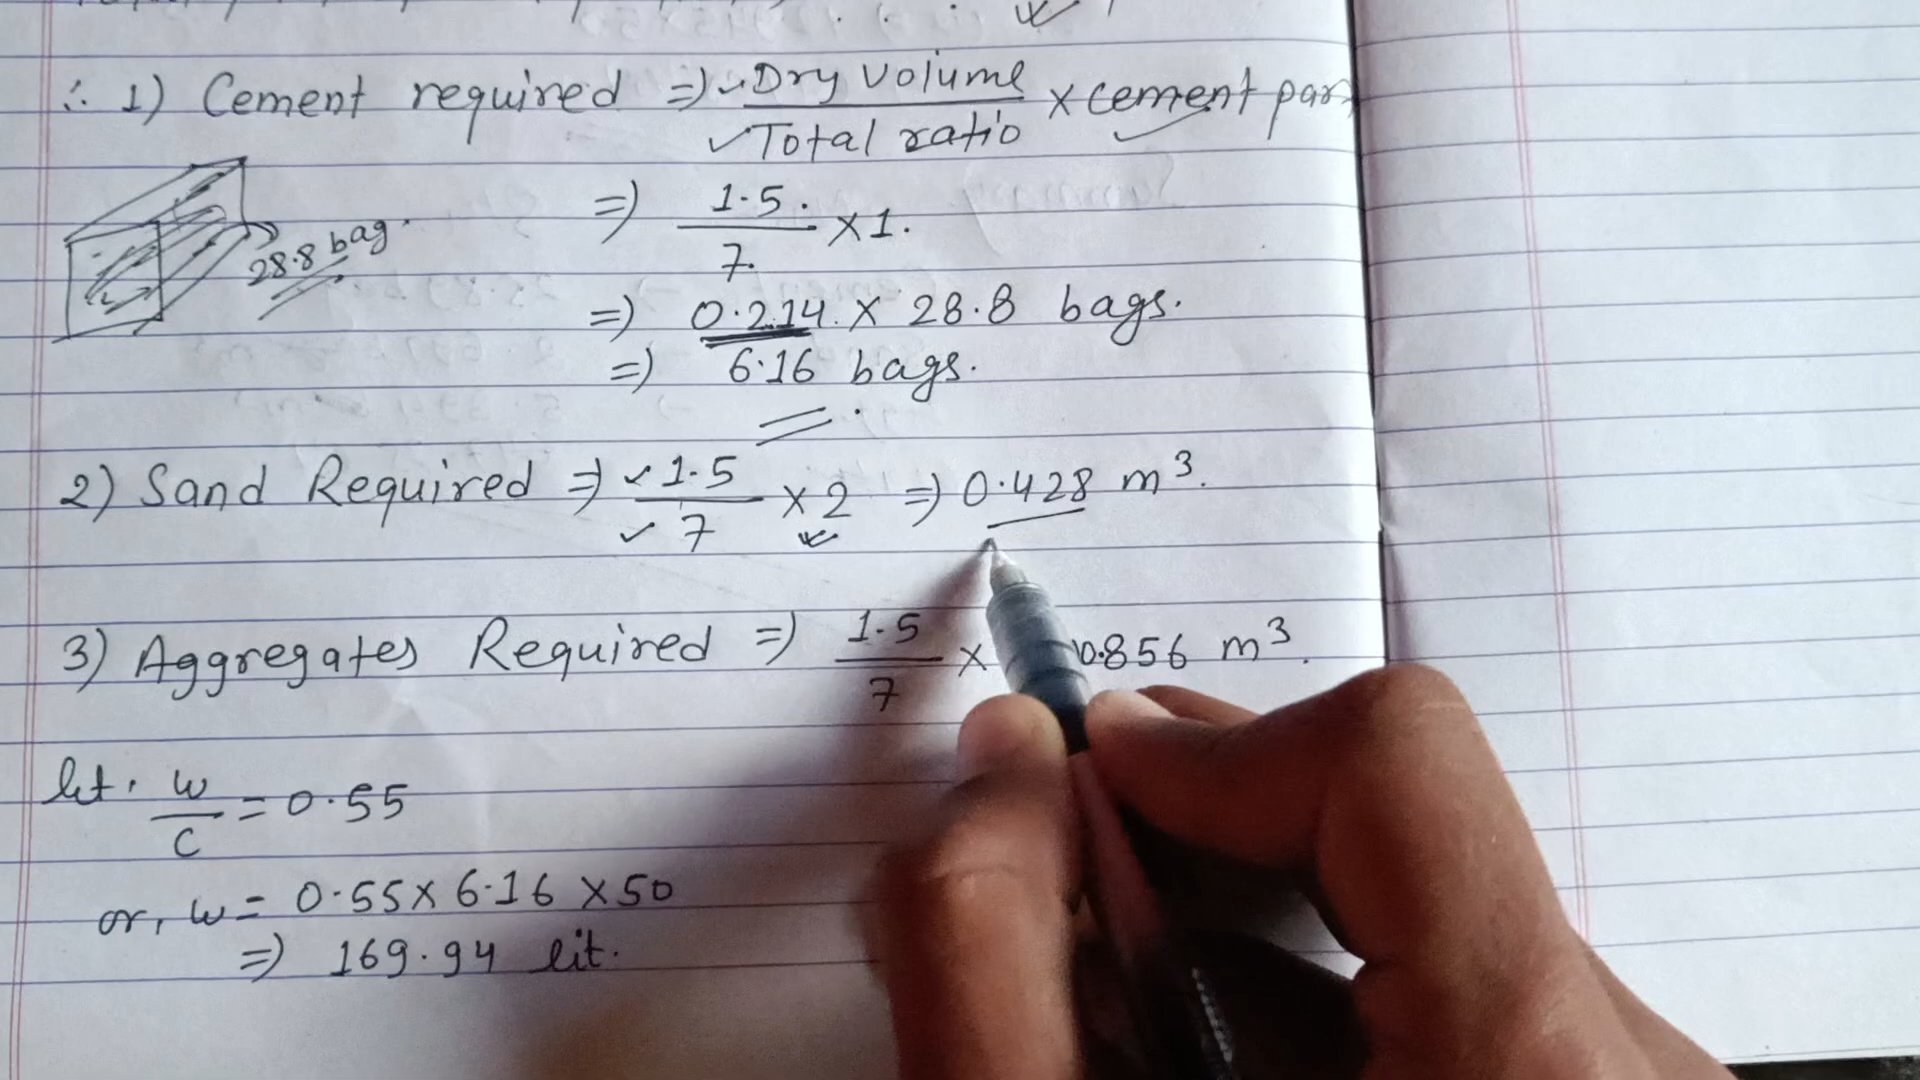 ∴ 1) Cement required ⇒ Dry Volume / Total ratio × cement par
28.8 bag.
⇒ 1.5 / 7 × 1.
⇒ 0.214 × 28.8 bags.
⇒ 6.16 bags.
2) Sand Required ⇒ 1.5 / 7 × 2 ⇒ 0.428 m³.
3) Aggregates Required ⇒ 1.5 / 7 × 0.856 m³.
let. w / c = 0.55
or, w = 0.55 × 6.16 × 50
⇒ 169.94 lit.